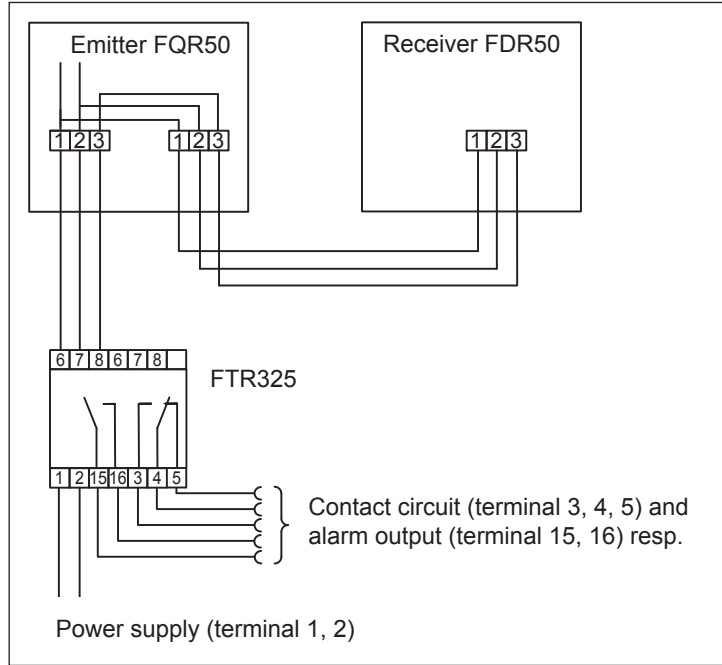 Emitter FQR50
Receiver FDR50
1 2 3
1 2 3
1 2 3
6 7 8 6 7 8
FTR325
1 2 15 16 3 4 5
Contact circuit (terminal 3, 4, 5) and
alarm output (terminal 15, 16) resp.
Power supply (terminal 1, 2)